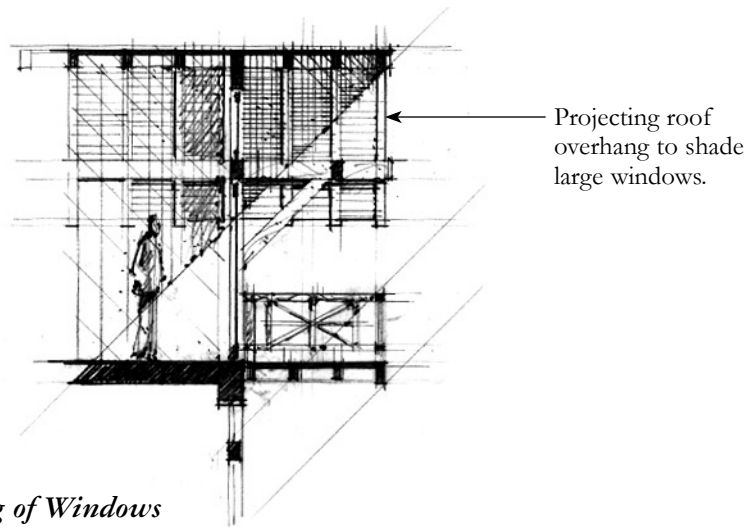 Projecting roof
overhang to shade
large windows.
of Windows